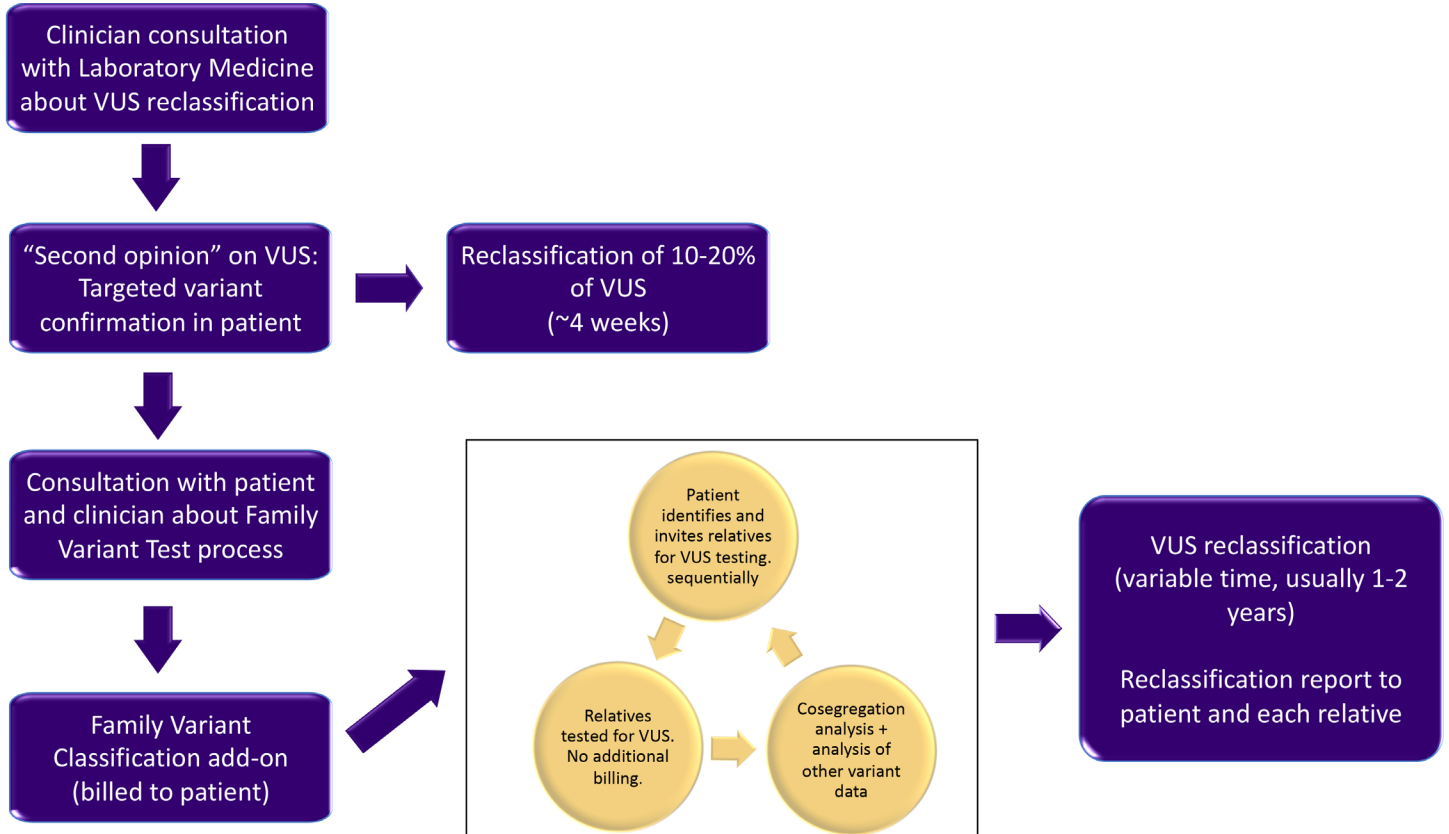 Clinician consultation
with Laboratory Medicine
about VUS reclassification
“Second opinion” on VUS:
Targeted variant
confirmation in patient
Reclassification of 10-20%
of VUS
(~4 weeks)
Consultation with patient
and clinician about Family
Variant Test process
Family Variant
Classification add-on
(billed to patient)
Patient
identifies and
invites relatives
for VUS testing.
sequentially
Relatives
tested for VUS.
No additional
billing.
Cosegregation
analysis +
analysis of
other variant
data
VUS reclassification
(variable time, usually 1-2
years)
Reclassification report to
patient and each relative